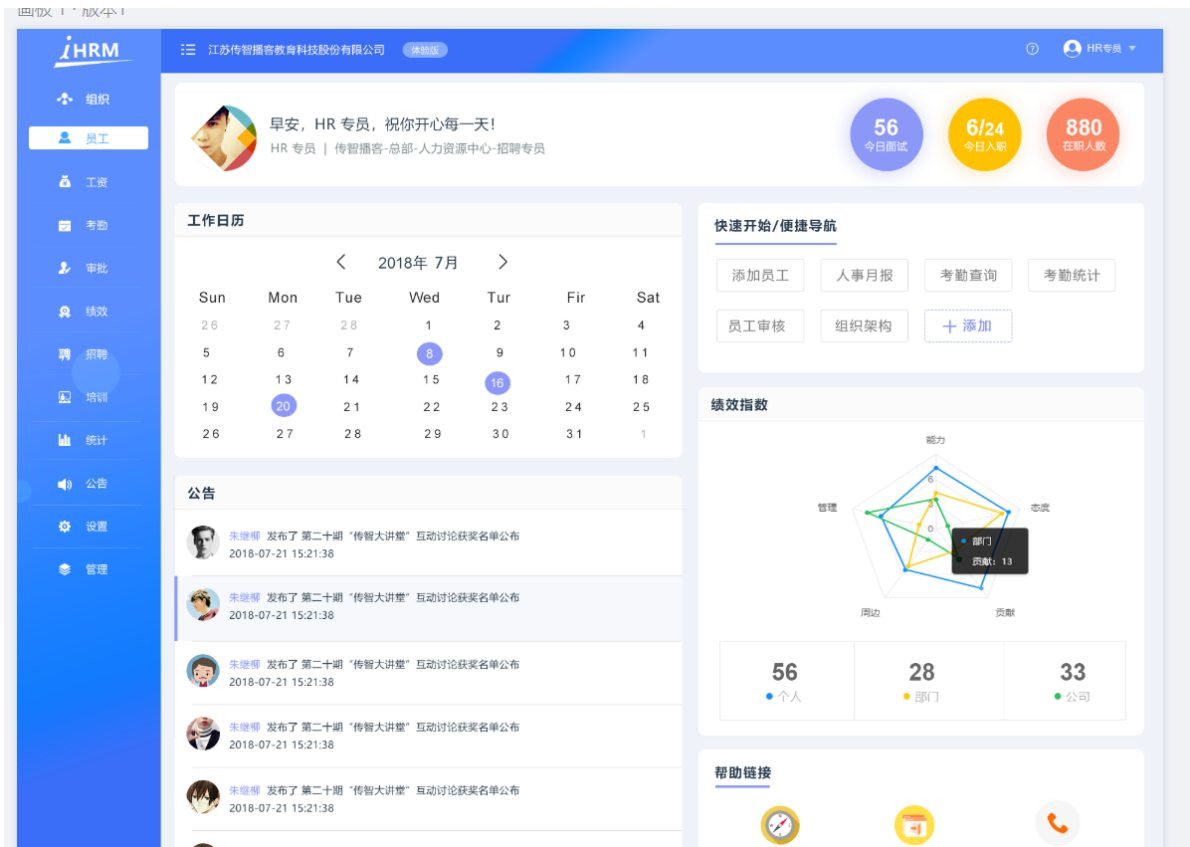 画板 1 · 版本1
iHRM
江苏传智播客教育科技股份有限公司 体验版
HR专员
组织
员工
工资
考勤
审批
绩效
招聘
培训
统计
公告
设置
管理
早安，HR 专员，祝你开心每一天！
HR 专员 | 传智播客-总部-人力资源中心-招聘专员
56
今日面试
6/24
今日入职
880
在职人数
工作日历
2018年 7月
Sun Mon Tue Wed Tur Fir Sat
26 27 28 1 2 3 4
5 6 7 8 9 10 11
12 13 14 15 16 17 18
19 20 21 22 23 24 25
26 27 28 29 30 31 1
公告
朱继柳 发布了 第二十期“传智大讲堂”互动讨论获奖名单公布
2018-07-21 15:21:38
朱继柳 发布了 第二十期“传智大讲堂”互动讨论获奖名单公布
2018-07-21 15:21:38
朱继柳 发布了 第二十期“传智大讲堂”互动讨论获奖名单公布
2018-07-21 15:21:38
朱继柳 发布了 第二十期“传智大讲堂”互动讨论获奖名单公布
2018-07-21 15:21:38
朱继柳 发布了 第二十期“传智大讲堂”互动讨论获奖名单公布
2018-07-21 15:21:38
快速开始/便捷导航
添加员工 人事月报 考勤查询 考勤统计
员工审核 组织架构 + 添加
绩效指数
能力
6
管理
3
态度
0
部门
贡献：13
周边
贡献
56 28 33
个人 部门 公司
帮助链接